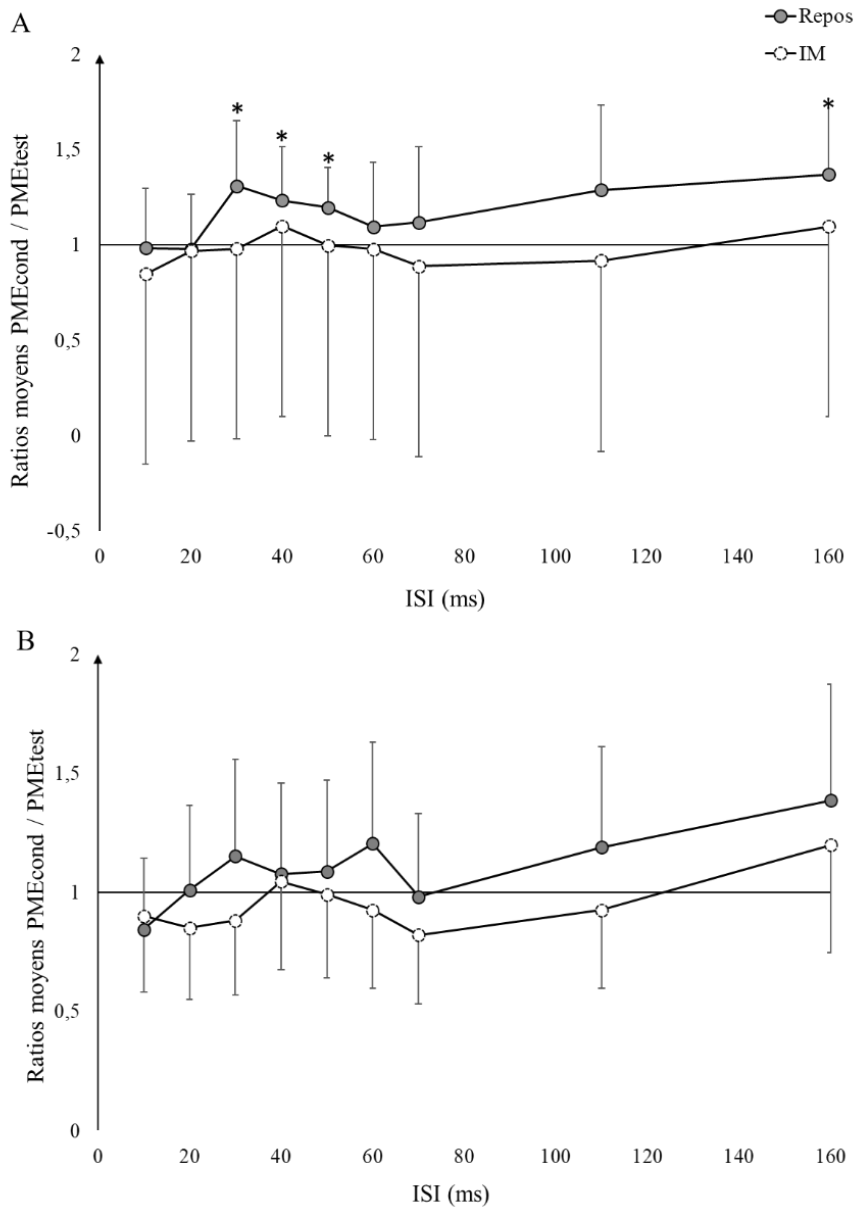 A
Repos
IM
Ratios moyens PMEcond / PMEtest
2
1,5
1
0,5
0
-0,5
* * * *
0 20 40 60 80 100 120 140 160
ISI (ms)
B
Ratios moyens PMEcond / PMEtest
2
1,5
1
0,5
0
0 20 40 60 80 100 120 140 160
ISI (ms)